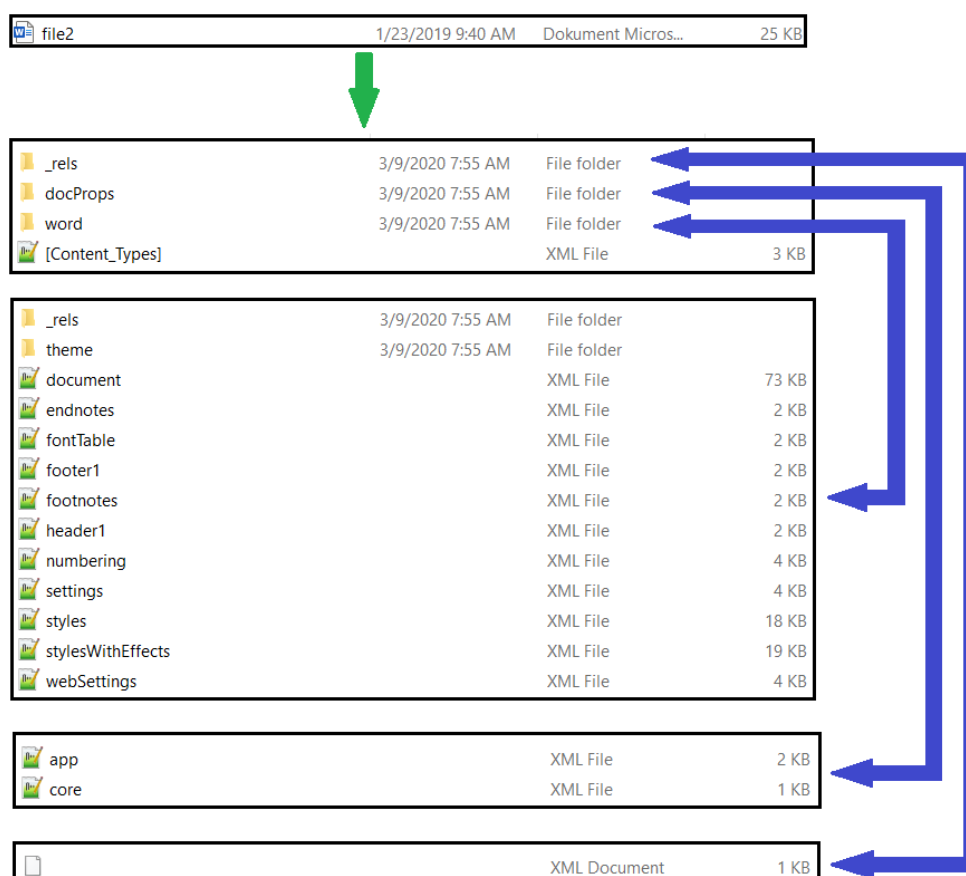 file2 1/23/2019 9:40 AM Dokument Micros... 25 KB
_rels 3/9/2020 7:55 AM File folder
docProps 3/9/2020 7:55 AM File folder
word 3/9/2020 7:55 AM File folder
[Content_Types] XML File 3 KB
_rels 3/9/2020 7:55 AM File folder
theme 3/9/2020 7:55 AM File folder
document XML File 73 KB
endnotes XML File 2 KB
fontTable XML File 2 KB
footer1 XML File 2 KB
footnotes XML File 2 KB
header1 XML File 2 KB
numbering XML File 4 KB
settings XML File 4 KB
styles XML File 18 KB
stylesWithEffects XML File 19 KB
webSettings XML File 4 KB
app XML File 2 KB
core XML File 1 KB
XML Document 1 KB